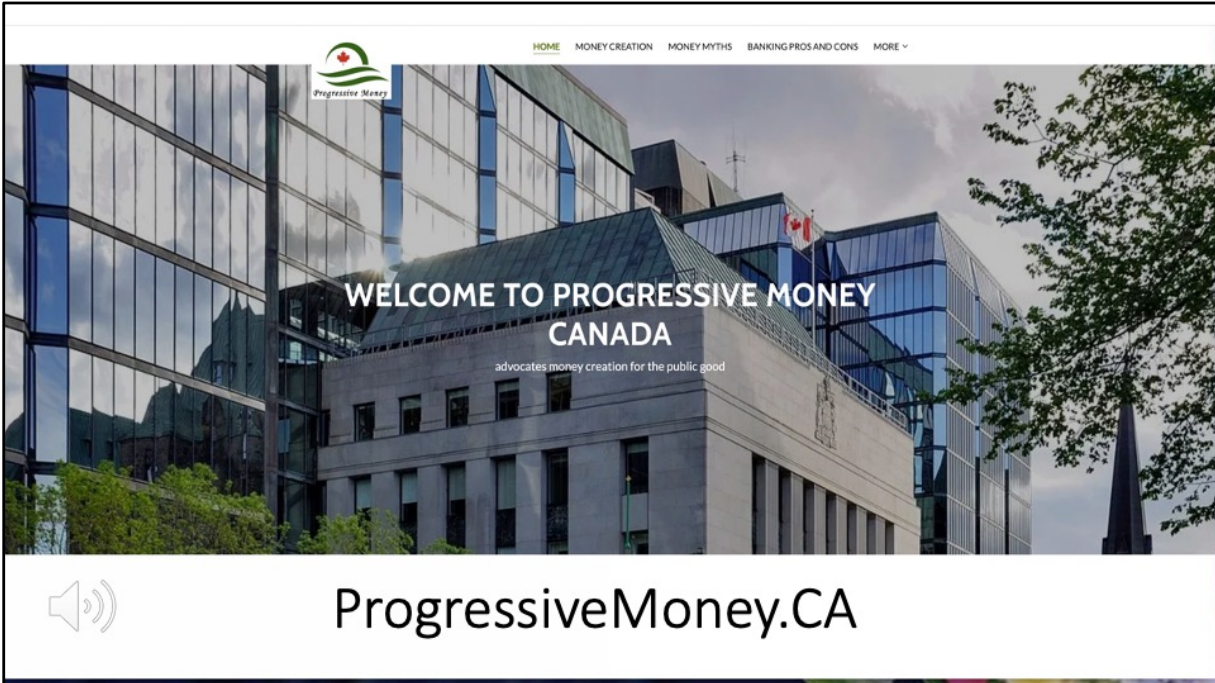 HOME MONEY CREATION MONEY MYTHS BANKING PROS AND CONS MORE
Progressive Money
WELCOME TO PROGRESSIVE MONEY
CANADA
advocates money creation for the public good
ProgressiveMoney.CA